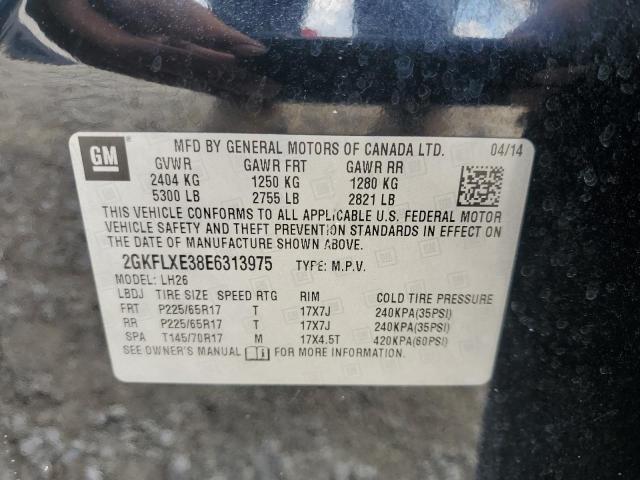 GM
MFD BY GENERAL MOTORS OF CANADA LTD. 04/14
GVWR GAWR FRT GAWR RR
2404 KG 1250 KG 1280 KG
5300 LB 2755 LB 2821 LB
THIS VEHICLE CONFORMS TO ALL APPLICABLE U.S. FEDERAL MOTOR
VEHICLE SAFETY AND THEFT PREVENTION STANDARDS IN EFFECT ON
THE DATE OF MANUFACTURE SHOWN ABOVE.
2GKFLXE38E6313975 TYPE: M.P.V.
MODEL: LH26
LBDJ TIRE SIZE SPEED RTG RIM COLD TIRE PRESSURE
FRT P225/65R17 T 17X7J 240KPA(35PSI)
RR P225/65R17 T 17X7J 240KPA(35PSI)
SPA T145/70R17 M 17X4.5T 420KPA(60PSI)
SEE OWNER'S MANUAL FOR MORE INFORMATION.